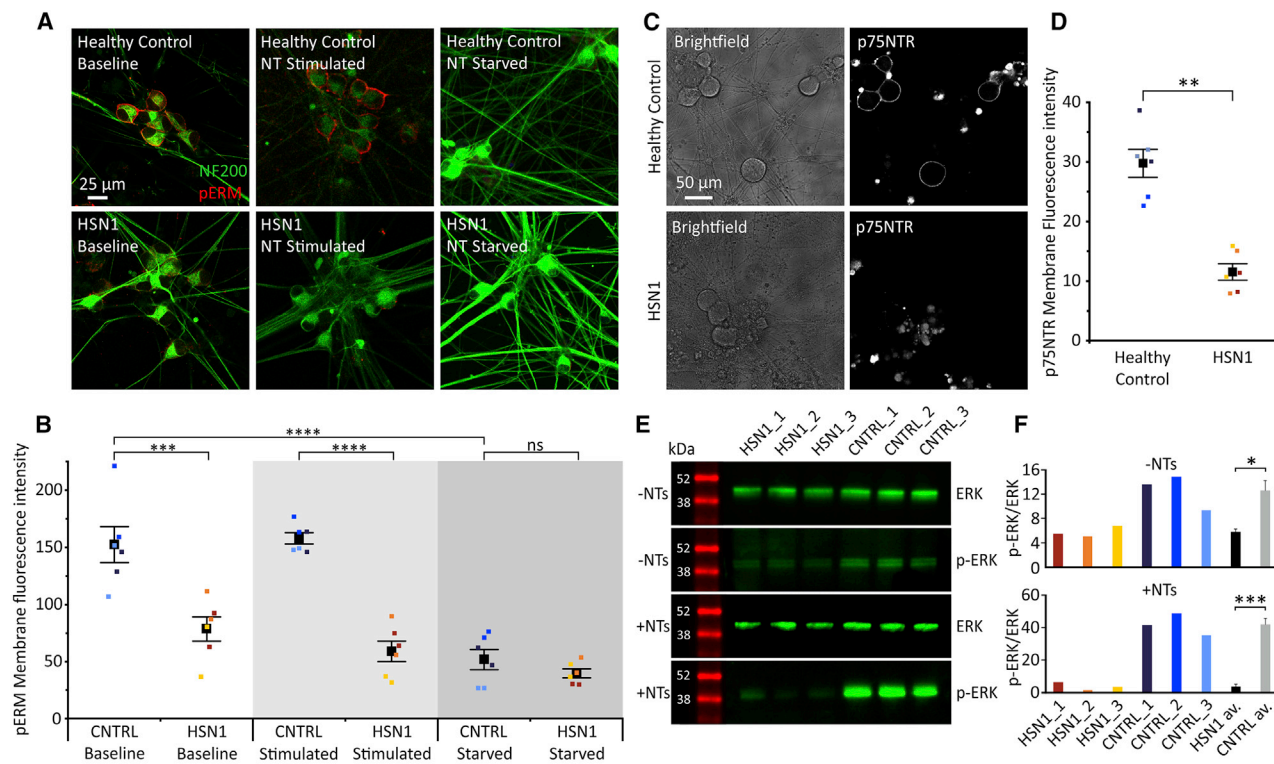 A
Healthy Control
Baseline
NF200
pERM
25 µm
Healthy Control
NT Stimulated
Healthy Control
NT Starved
HSN1
Baseline
HSN1
NT Stimulated
HSN1
NT Starved
B
pERM Membrane fluorescence intensity
200
150
100
50
0
****
***
****
ns
CNTRL
Baseline
HSN1
Baseline
CNTRL
Stimulated
HSN1
Stimulated
CNTRL
Starved
HSN1
Starved
C
Healthy Control
Brightfield
50 µm
p75NTR
HSN1
Brightfield
p75NTR
D
p75NTR Membrane Fluorescence intensity
40
30
20
10
0
**
Healthy
Control
HSN1
E
kDa
HSN1_1
HSN1_2
HSN1_3
CNTRL_1
CNTRL_2
CNTRL_3
-NTs
52
38
ERK
-NTs
52
38
p-ERK
+NTs
52
38
ERK
+NTs
52
38
p-ERK
F
-NTs
*
p-ERK/ERK
16
12
8
4
0
+NTs
***
p-ERK/ERK
60
40
20
0
HSN1_1
HSN1_2
HSN1_3
CNTRL_1
CNTRL_2
CNTRL_3
HSN1 av.
CNTRL av.